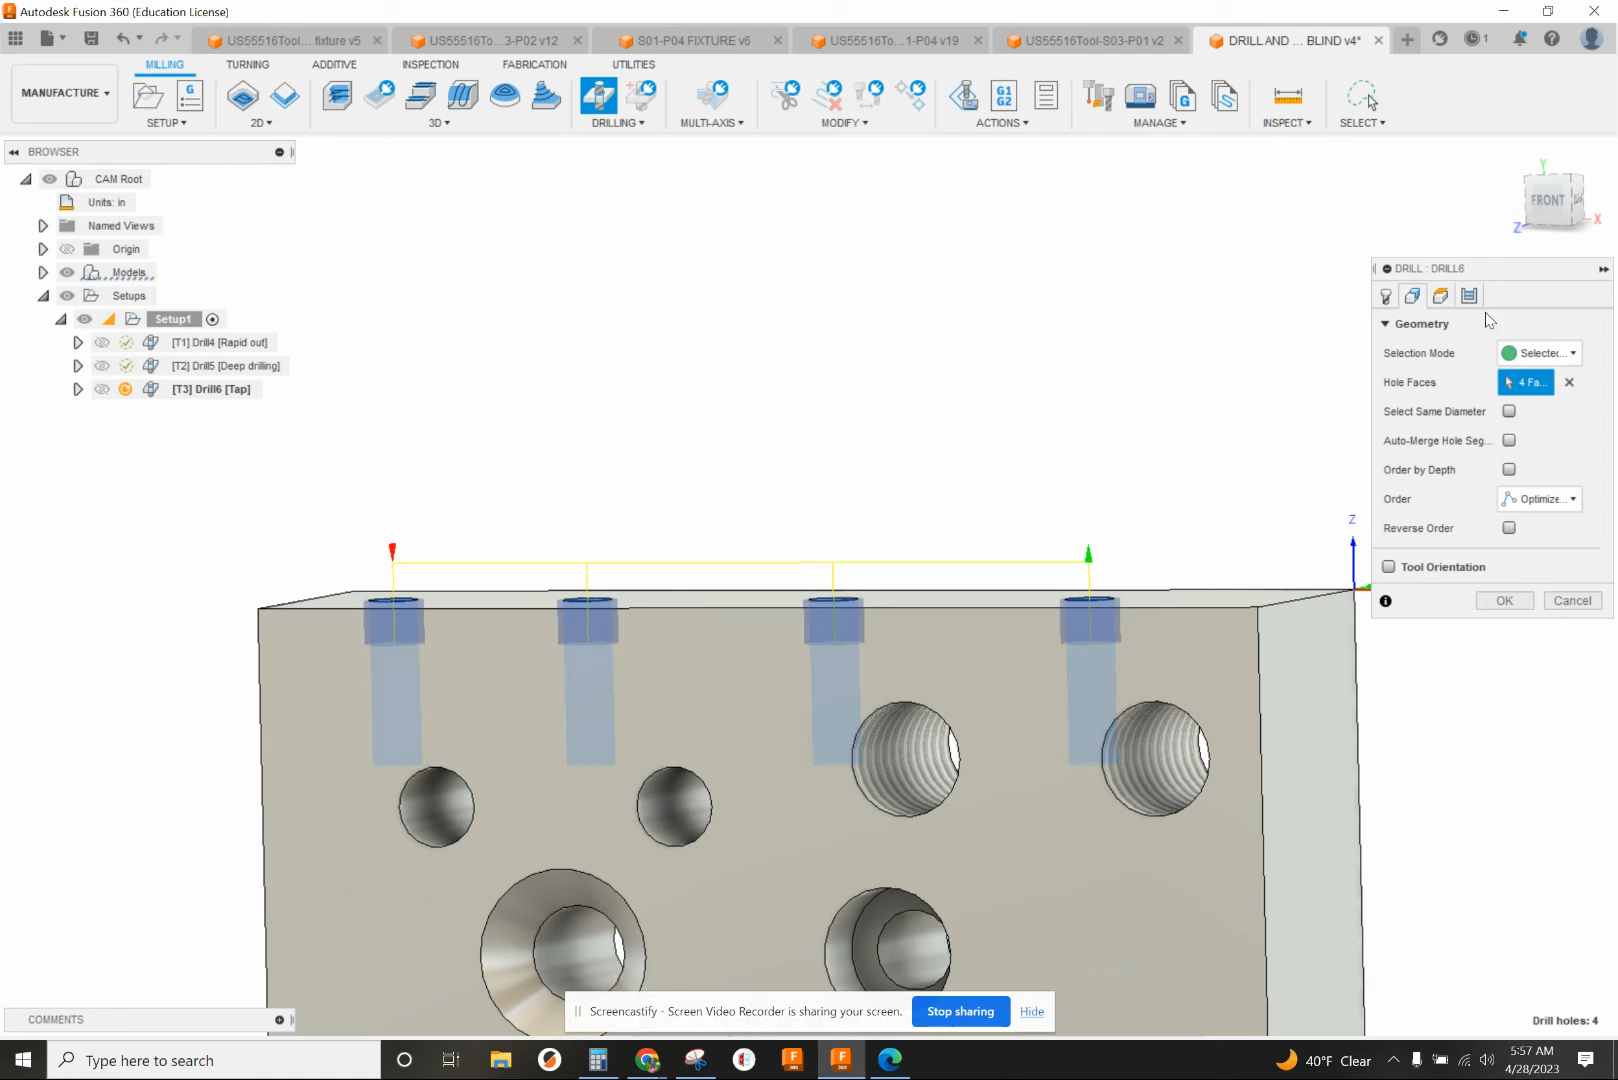 Autodesk Fusion 360 (Education License)
US55516Tool... fixture v5
US55516To...3-P02 v12
S01-P04 FIXTURE v6
US55516To...1-P04 v19
US55516Tool-S03-P01 v2
DRILL AND ... BLIND v4*
1
MILLING
TURNING
ADDITIVE
INSPECTION
FABRICATION
UTILITIES
MANUFACTURE
G
G1
G2
G
SETUP
2D
3D
DRILLING
MULTI-AXIS
MODIFY
ACTIONS
MANAGE
INSPECT
SELECT
BROWSER
CAM Root
Units: in
Named Views
Origin
Models
Setups
Setup1
[T1] Drill4 [Rapid out]
[T2] Drill5 [Deep drilling]
[T3] Drill6 [Tap]
Y
FRONT
X
Z
DRILL : DRILL6
Geometry
Selection Mode
Selected...
Hole Faces
4 Fa...
Select Same Diameter
Auto-Merge Hole Seg...
Order by Depth
Order
Optimize...
Reverse Order
Tool Orientation
OK
Cancel
Z
COMMENTS
Screencastify - Screen Video Recorder is sharing your screen.
Stop sharing
Hide
Drill holes: 4
Type here to search
40°F Clear
5:57 AM
4/28/2023